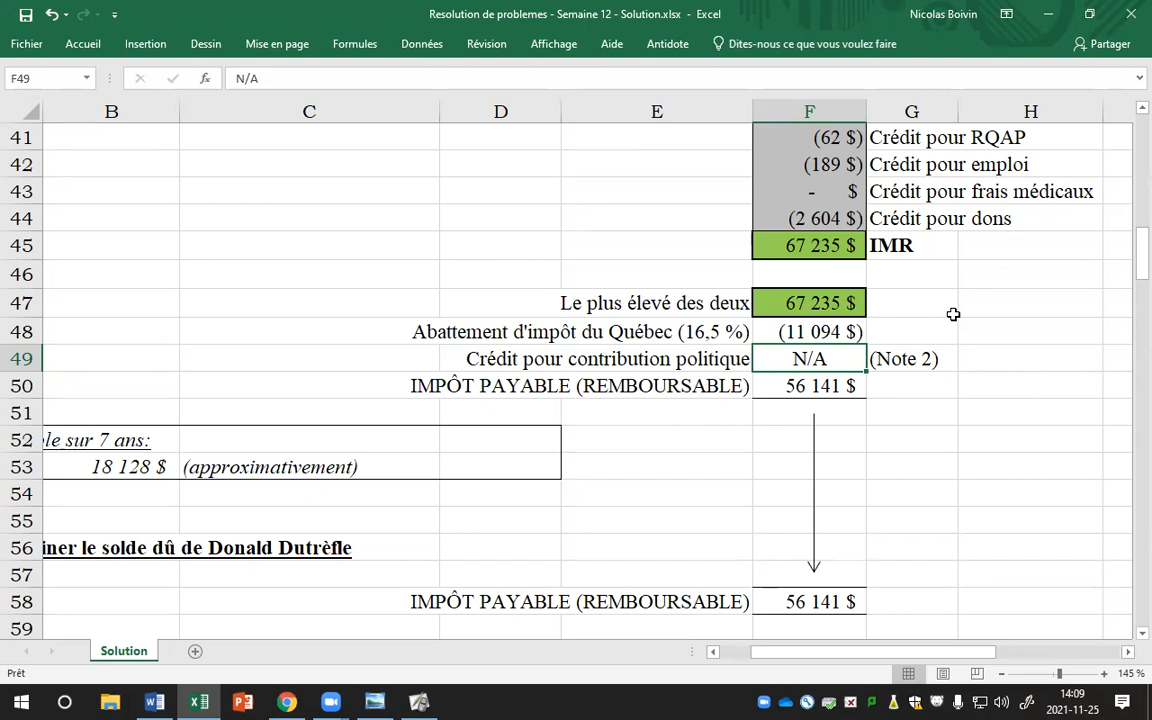 Resolution de problemes - Semaine 12 - Solution.xlsx - Excel
Nicolas Boivin
Fichier Accueil Insertion Dessin Mise en page Formules Données Révision Affichage Aide Antidote Dites-nous ce que vous voulez faire Partager
F49 fx N/A
B C D E F G H
41 (62 $) Crédit pour RQAP
42 (189 $) Crédit pour emploi
43 - $ Crédit pour frais médicaux
44 (2 604 $) Crédit pour dons
45 67 235 $ IMR
46
47 Le plus élevé des deux 67 235 $
48 Abattement d'impôt du Québec (16,5 %) (11 094 $)
49 Crédit pour contribution politique N/A (Note 2)
50 IMPÔT PAYABLE (REMBOURSABLE) 56 141 $
51
52 le sur 7 ans:
53 18 128 $ (approximativement)
54
55
56 iner le solde dû de Donald Dutrèfle
57
58 IMPÔT PAYABLE (REMBOURSABLE) 56 141 $
59
Solution
Prêt 145 %
14:09
2021-11-25